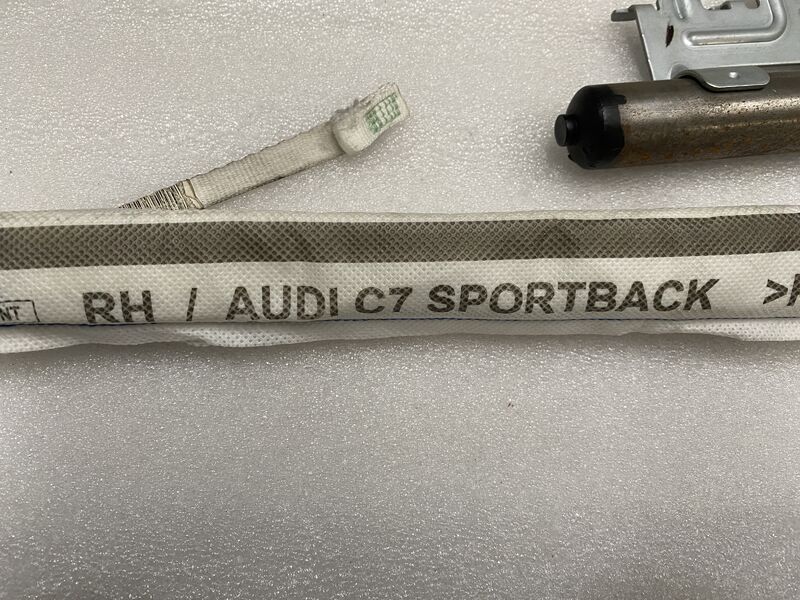 RH / AUDI C7 SPORTBACK